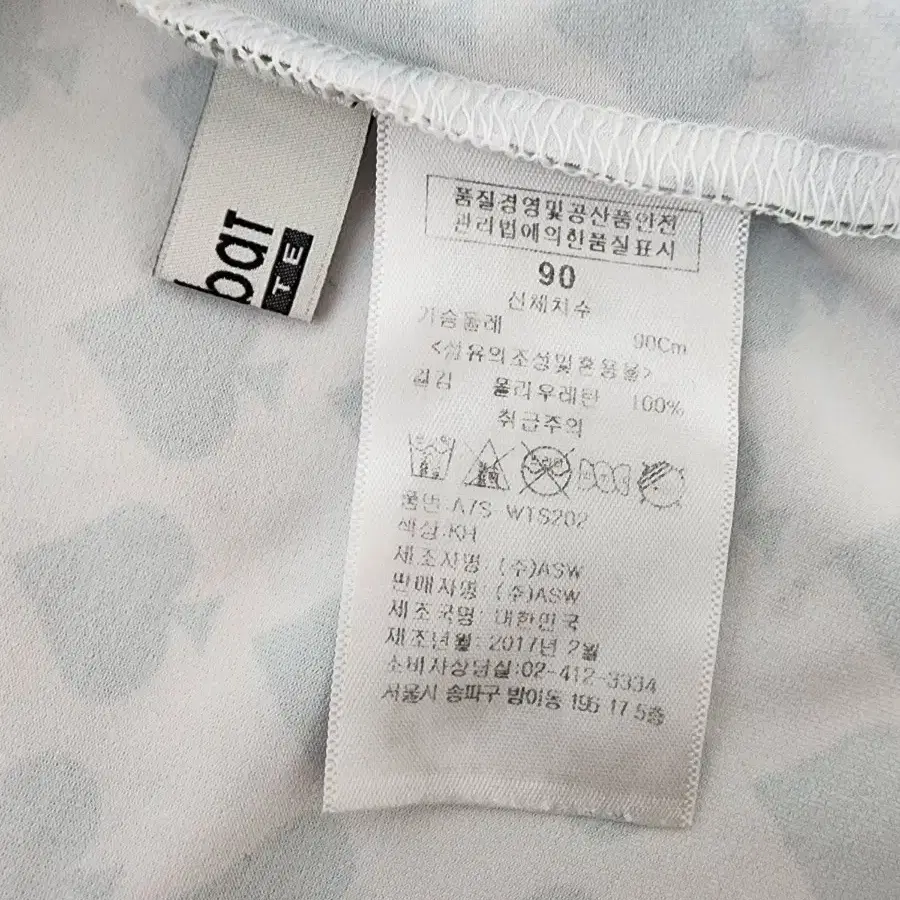 bar
TE
품질경영및공산품안전
관리법에의한품질표시
90
신체치수
가슴둘레 90Cm
<섬유의조성및혼용율>
겉감 폴리우레탄 100%
취급주의
품번:A/S WTS202
색상:KH
제조자명: (주)ASW
판매자명: (주)ASW
제조국명: 대한민국
제조년월: 2017년 2월
소비자상담실:02-412-3334
서울시 송파구 방이동 195 17 5층